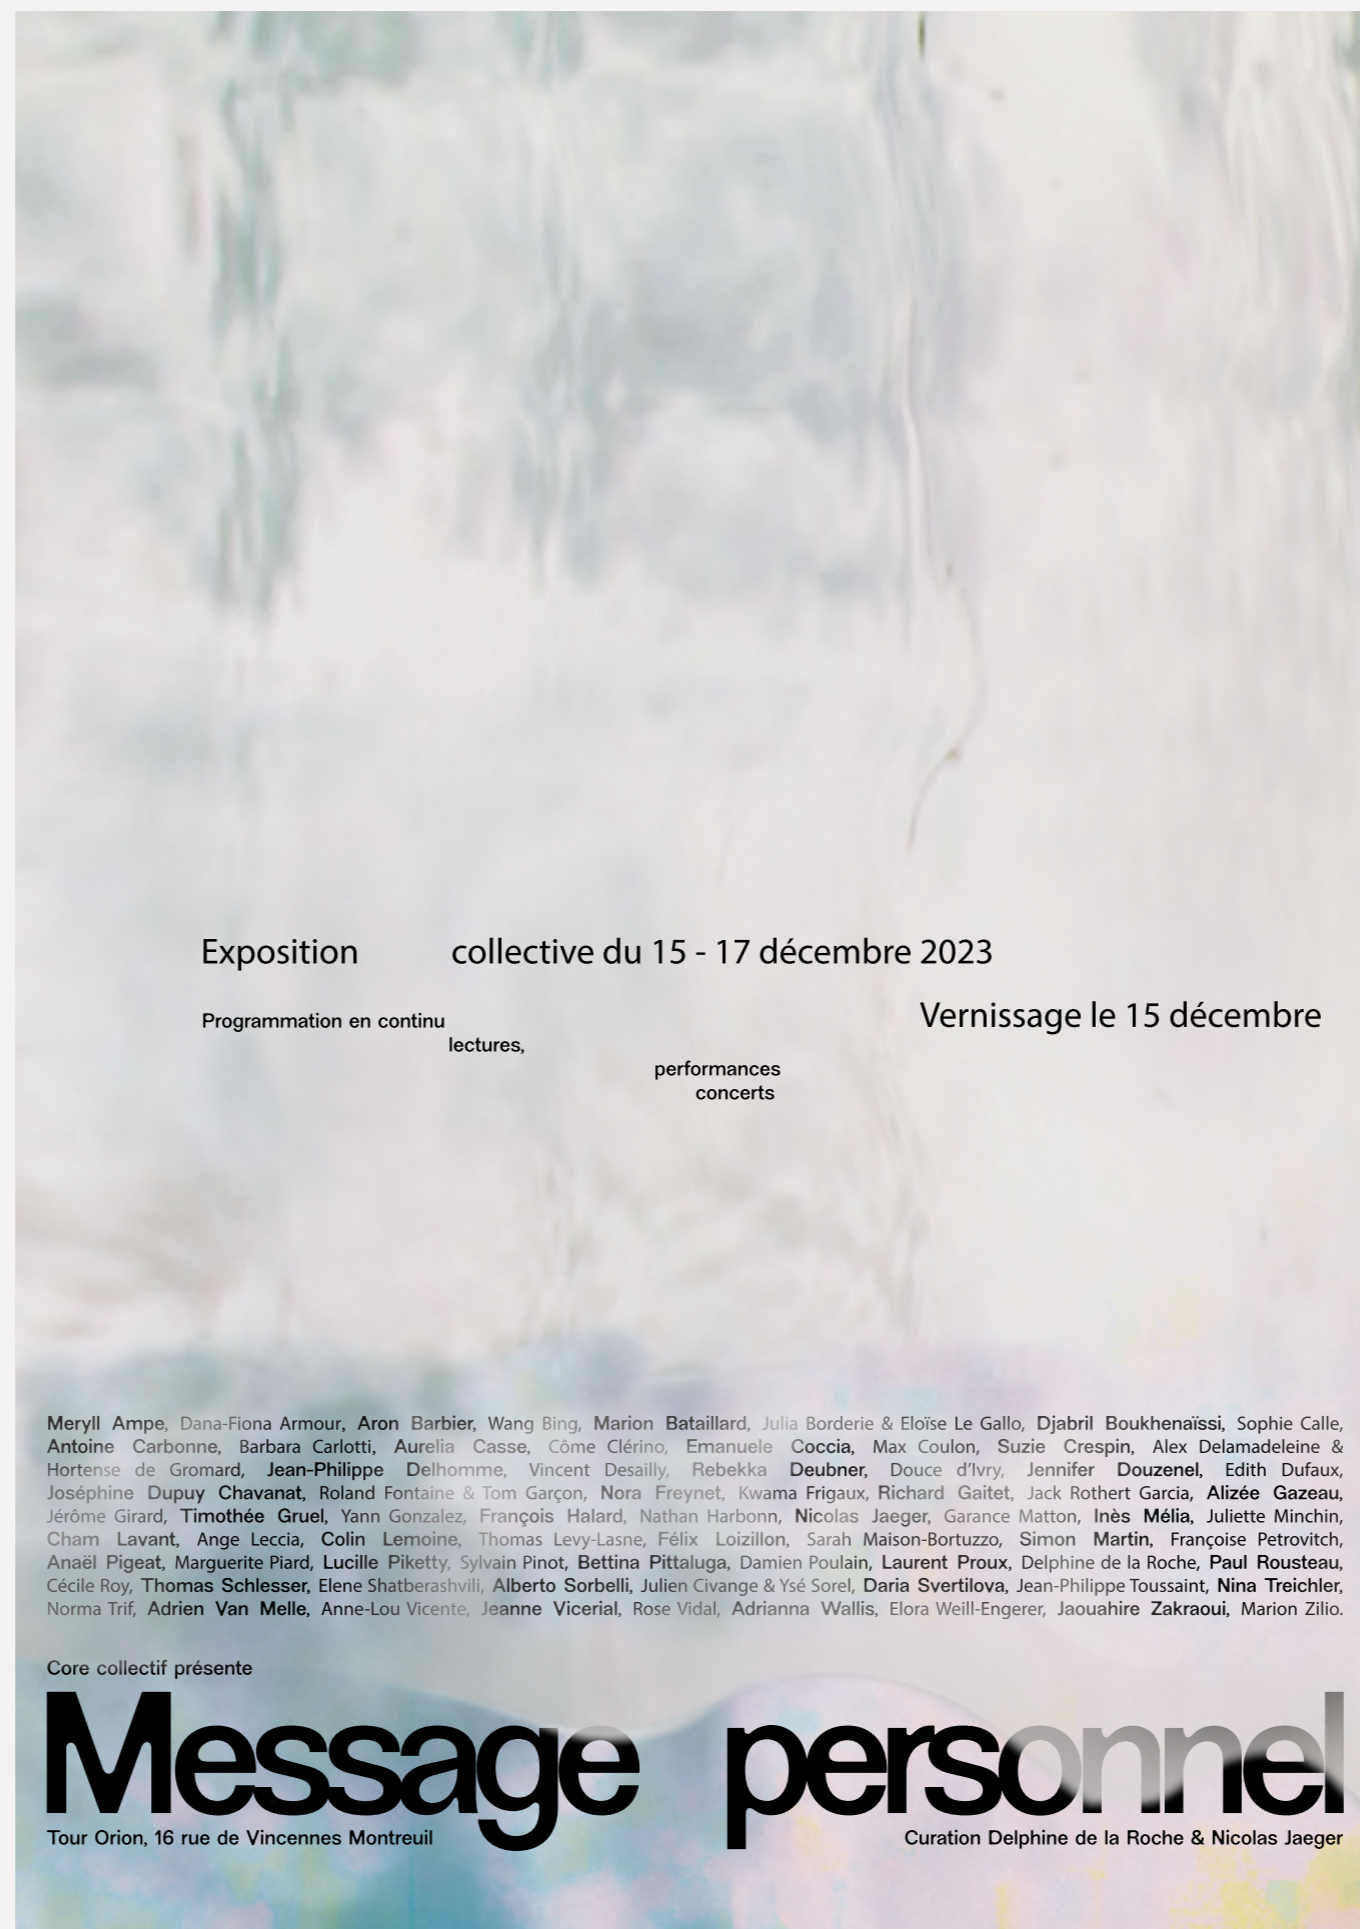 Exposition collective du 15 - 17 décembre 2023
Vernissage le 15 décembre
Programmation en continu
lectures,
performances
concerts
Meryll Ampe, Dana-Fiona Armour, Aron Barbier, Wang Bing, Marion Bataillard, Julia Borderie & Eloïse Le Gallo, Djabril Boukhenaïssi, Sophie Calle,
Antoine Carbonne, Barbara Carlotti, Aurelia Casse, Côme Clérino, Emanuele Coccia, Max Coulon, Suzie Crespin, Alex Delamadeleine &
Hortense de Gromard, Jean-Philippe Delhomme, Vincent Desailly, Rebekka Deubner, Douce d'Ivry, Jennifer Douzenel, Edith Dufaux,
Joséphine Dupuy Chavanat, Roland Fontaine & Tom Garçon, Nora Freynet, Kwama Frigaux, Richard Gaitet, Jack Rothert Garcia, Alizée Gazeau,
Jérôme Girard, Timothée Gruel, Yann Gonzalez, François Halard, Nathan Harbonn, Nicolas Jaeger, Garance Matton, Inès Mélia, Juliette Minchin,
Cham Lavant, Ange Leccia, Colin Lemoine, Thomas Levy-Lasne, Félix Loizillon, Sarah Maison-Bortuzzo, Simon Martin, Françoise Petrovitch,
Anaël Pigeat, Marguerite Piard, Lucille Piketty, Sylvain Pinot, Bettina Pittaluga, Damien Poulain, Laurent Proux, Delphine de la Roche, Paul Rousteau,
Cécile Roy, Thomas Schlesser, Elene Shatberashvili, Alberto Sorbelli, Julien Civange & Ysé Sorel, Daria Svertilova, Jean-Philippe Toussaint, Nina Treichler,
Norma Trif, Adrien Van Melle, Anne-Lou Vicente, Jeanne Vicerial, Rose Vidal, Adrianna Wallis, Elora Weill-Engerer, Jaouahire Zakraoui, Marion Zilio.
Core collectif présente
Message personnel
Tour Orion, 16 rue de Vincennes Montreuil
Curation Delphine de la Roche & Nicolas Jaeger